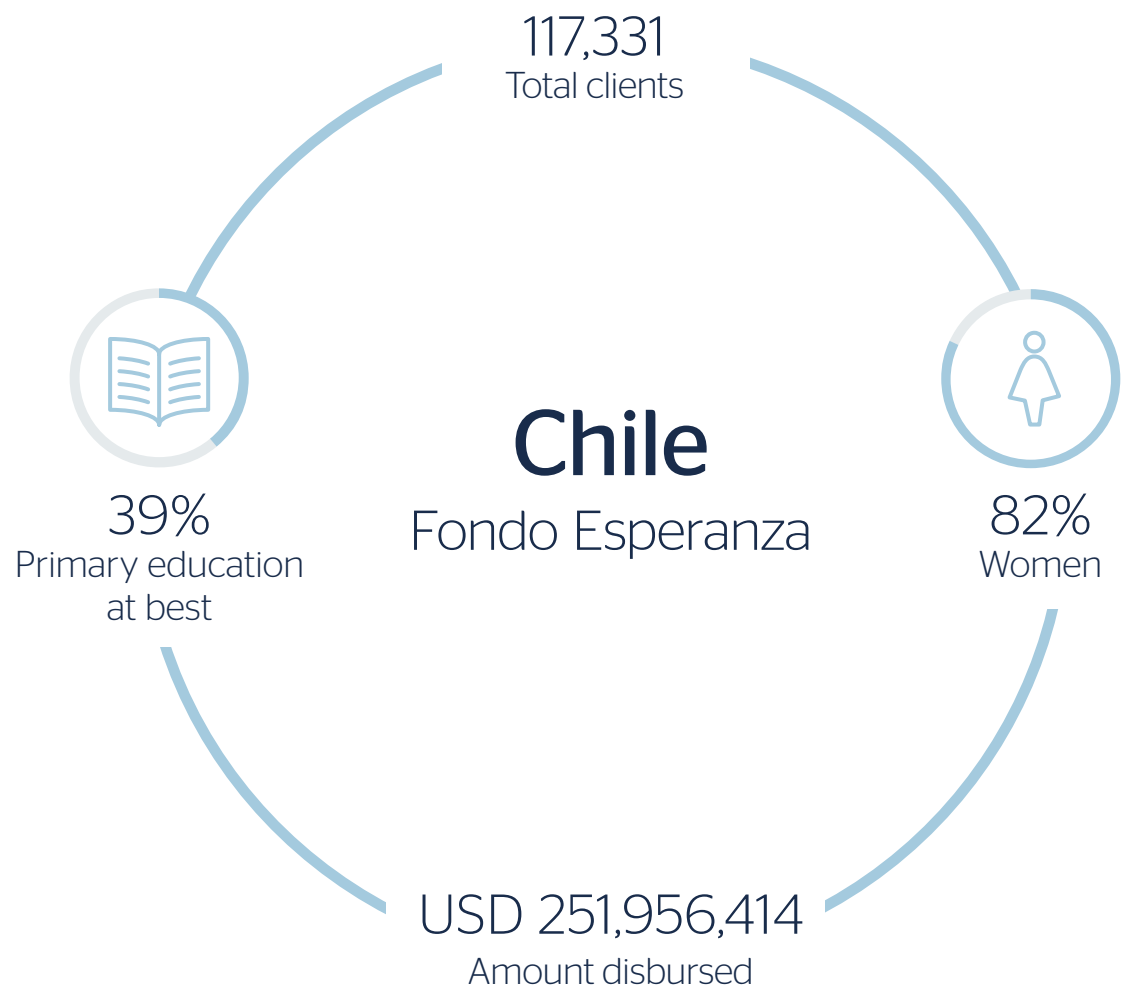 117,331
Total clients
39%
Primary education
at best
Chile
Fondo Esperanza
82%
Women
USD 251,956,414
Amount disbursed